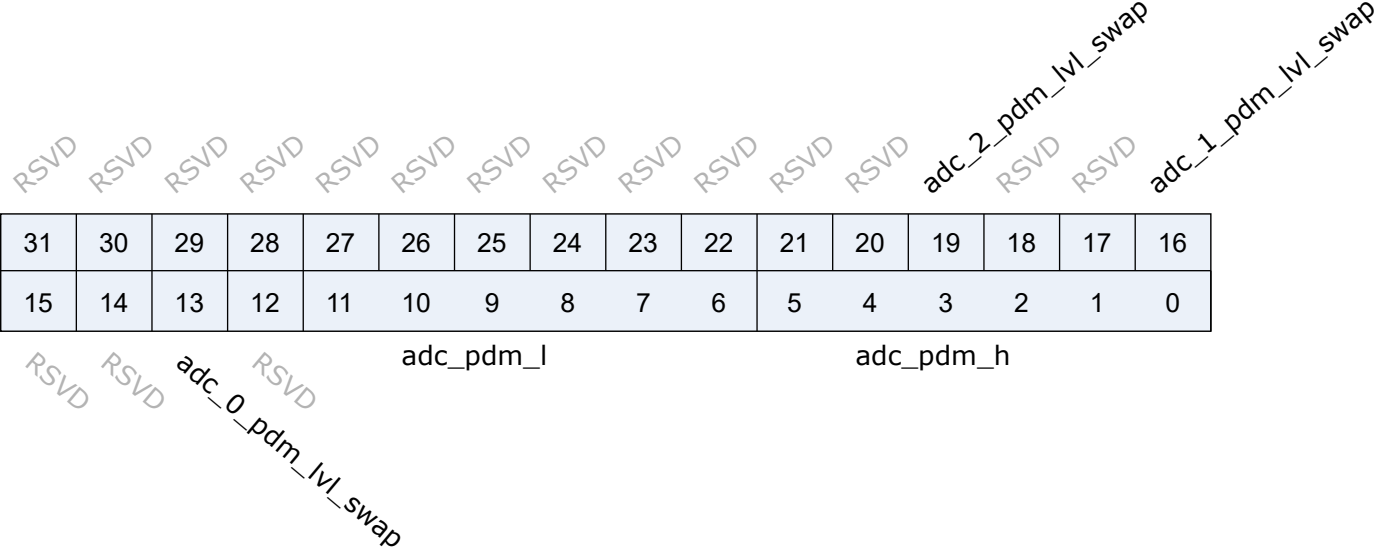 RSVD RSVD RSVD RSVD RSVD RSVD RSVD RSVD RSVD RSVD RSVD RSVD adc_2_pdm_lvl_swap RSVD RSVD adc_1_pdm_lvl_swap
31 30 29 28 27 26 25 24 23 22 21 20 19 18 17 16
15 14 13 12 11 10 9 8 7 6 5 4 3 2 1 0
RSVD RSVD adc_0_pdm_lvl_swap RSVD adc_pdm_l adc_pdm_h